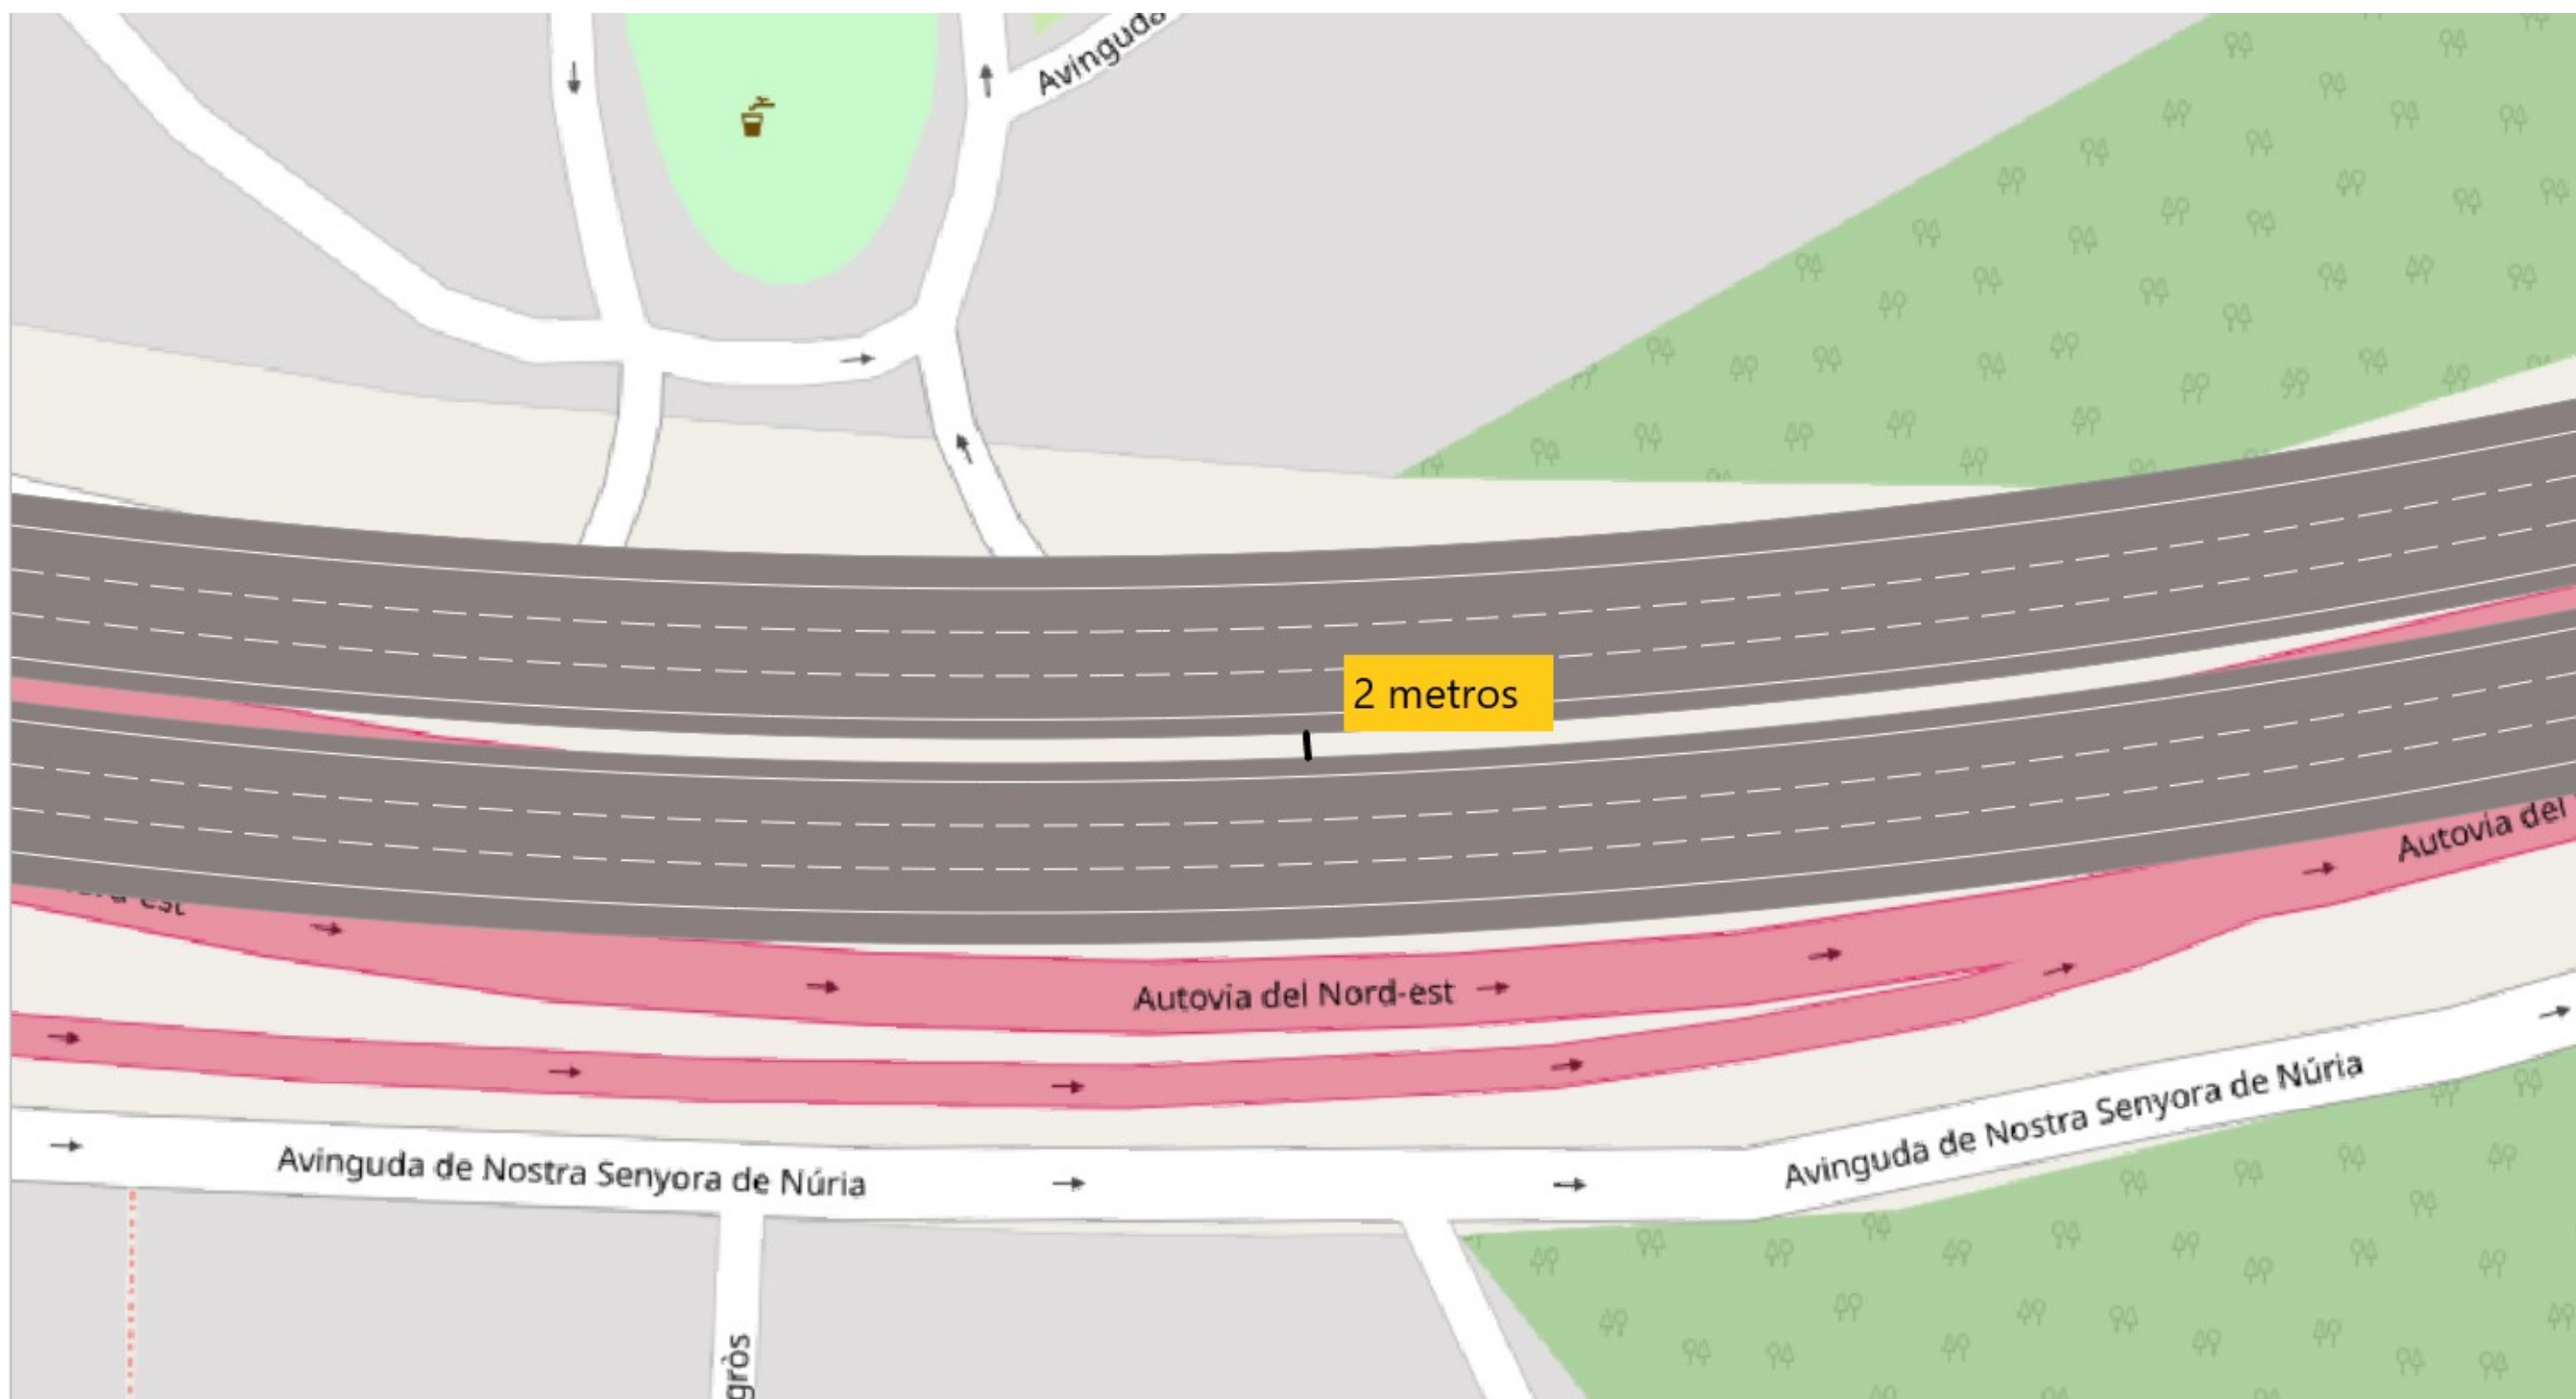 Avinguda
2 metros
Autovia del
Autovia del Nord-est
Avinguda de Nostra Senyora de Núria
Avinguda de Nostra Senyora de Núria